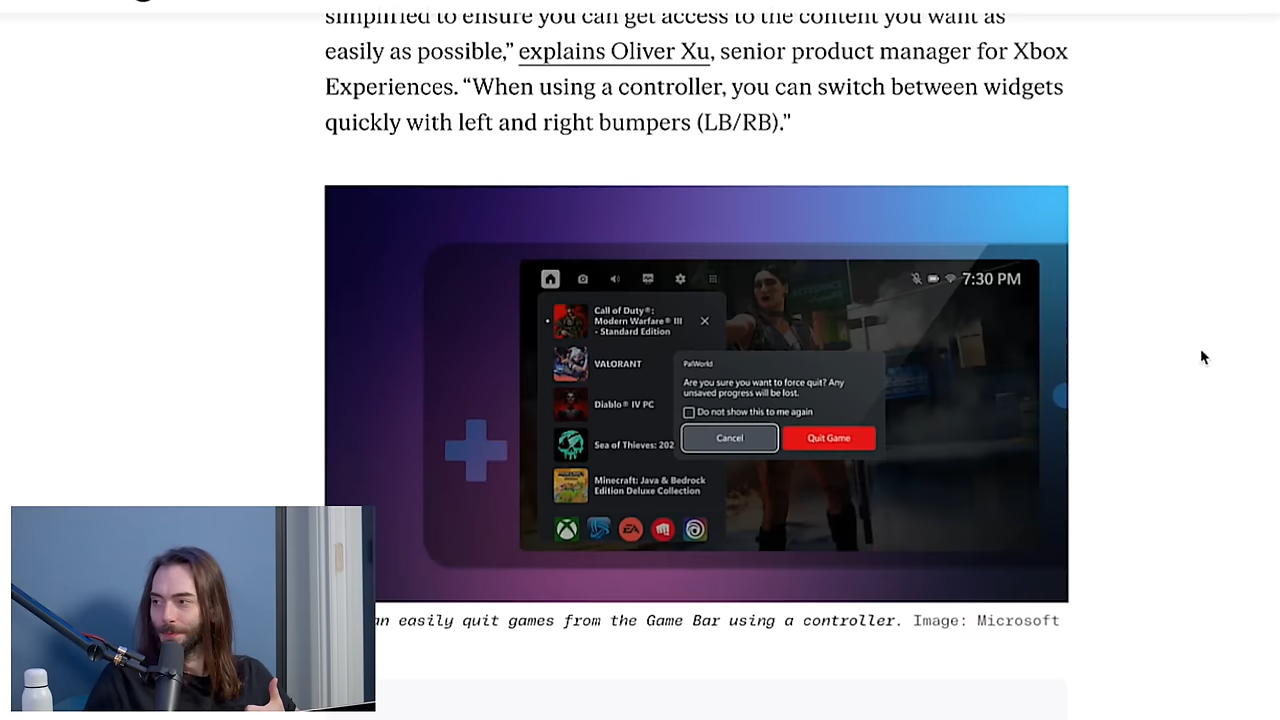 simplified to ensure you can get access to the content you want as
easily as possible,” explains Oliver Xu, senior product manager for Xbox
Experiences. “When using a controller, you can switch between widgets
quickly with left and right bumpers (LB/RB).”
7:30 PM
Call of Duty®:
Modern Warfare® III
- Standard Edition
VALORANT
Diablo® IV PC
Sea of Thieves: 202
Minecraft: Java & Bedrock
Edition Deluxe Collection
EA
PalWorld
Are you sure you want to force quit? Any
unsaved progress will be lost.
Do not show this to me again
Cancel
Quit Game
an easily quit games from the Game Bar using a controller. Image: Microsoft